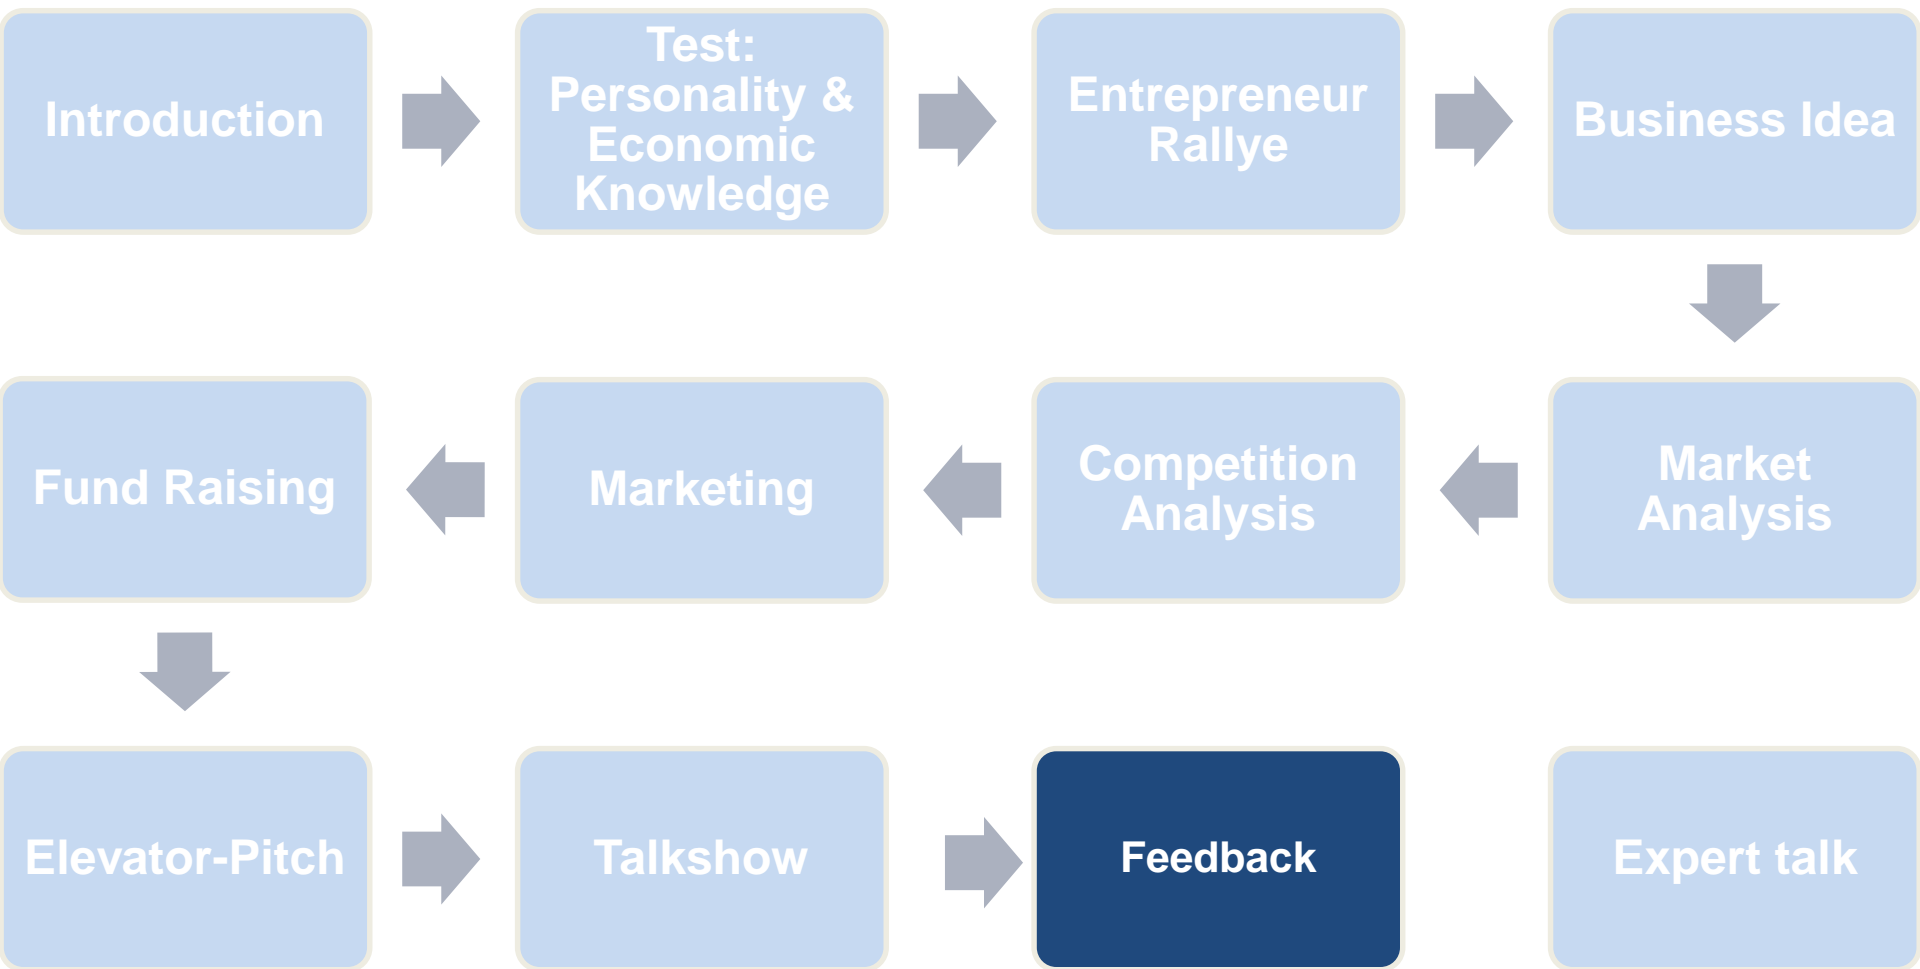 Introduction
Test:
Personality &
Economic
Knowledge
Entrepreneur
Rallye
Business Idea
Fund Raising
Marketing
Competition
Analysis
Market
Analysis
Elevator-Pitch
Talkshow
Feedback
Expert talk